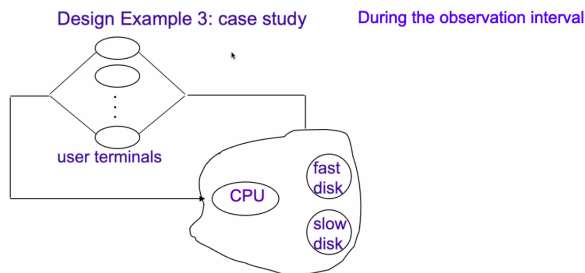 Design Example 3: case study
During the observation interval
user terminals
CPU
fast
disk
slow
disk